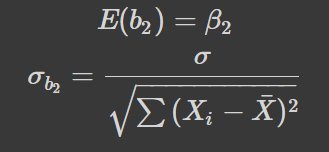 E(b₂) = β₂
σ_{b₂} = σ / √(∑ (Xᵢ − X̄)²)